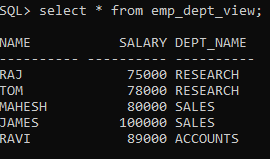 SQL> select * from emp_dept_view;
NAME SALARY DEPT_NAME
---------- ---------- ----------
RAJ 75000 RESEARCH
TOM 78000 RESEARCH
MAHESH 80000 SALES
JAMES 100000 SALES
RAVI 89000 ACCOUNTS